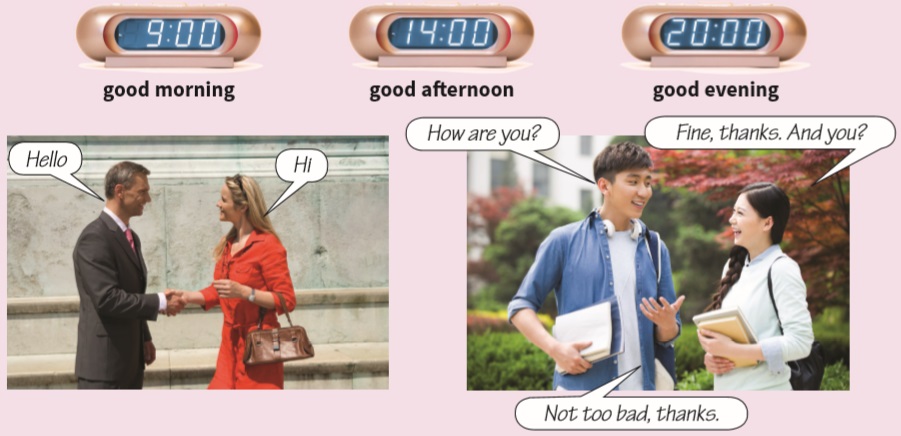 9:00
14:00
20:00
good morning
good afternoon
good evening
Hello
Hi
How are you?
Fine, thanks. And you?
Not too bad, thanks.